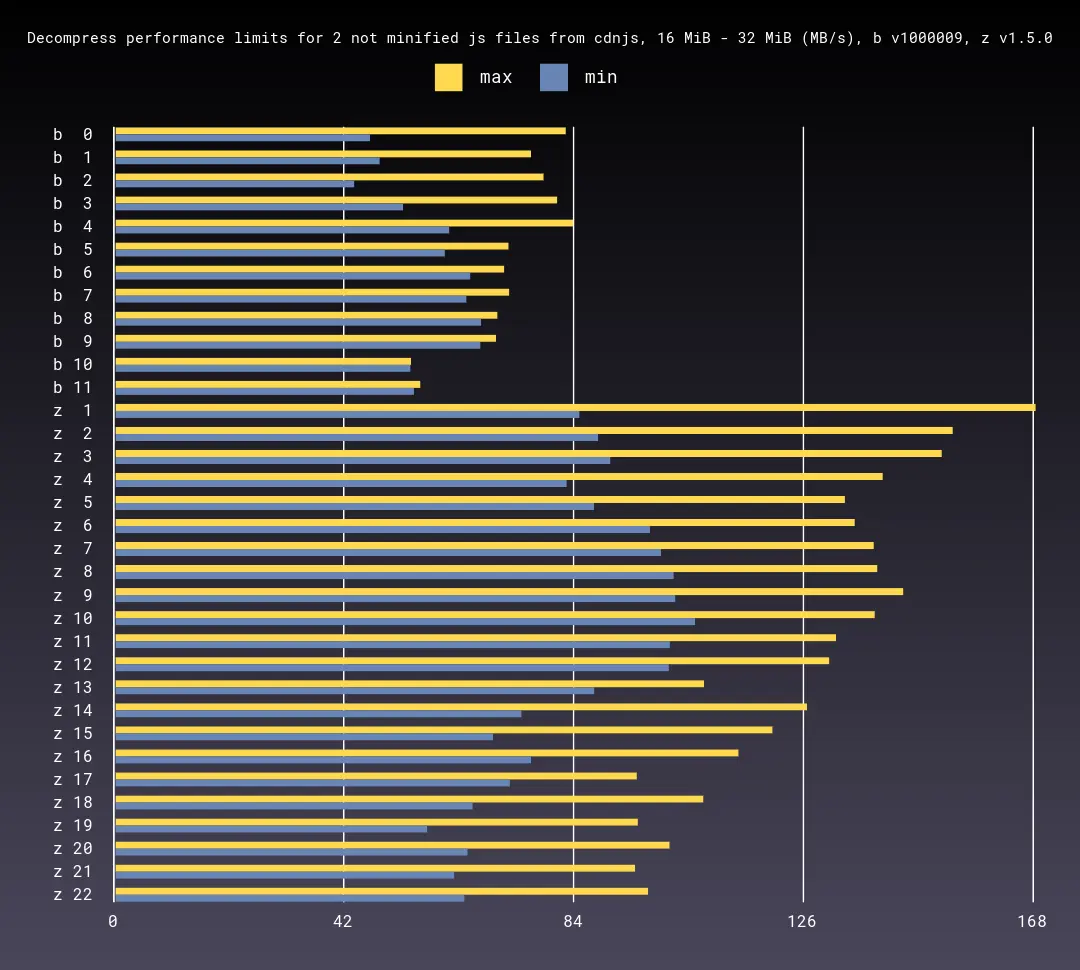 Decompress performance limits for 2 not minified js files from cdnjs, 16 MiB - 32 MiB (MB/s), b v1000009, z v1.5.0
max min
b 0
b 1
b 2
b 3
b 4
b 5
b 6
b 7
b 8
b 9
b 10
b 11
z 1
z 2
z 3
z 4
z 5
z 6
z 7
z 8
z 9
z 10
z 11
z 12
z 13
z 14
z 15
z 16
z 17
z 18
z 19
z 20
z 21
z 22
0 42 84 126 168